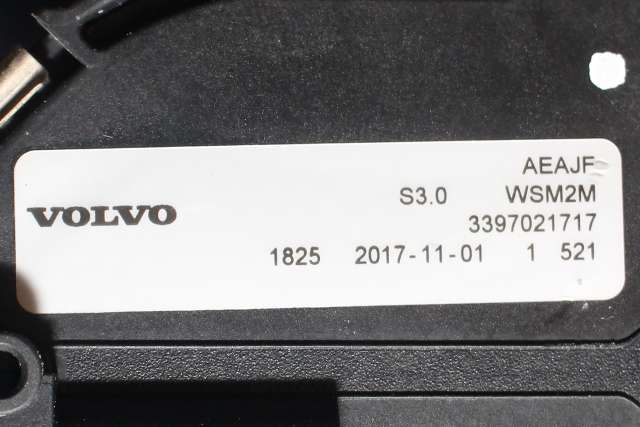 AEAJF
VOLVO S3.0 WSM2M
3397021717
1825 2017-11-01 1 521